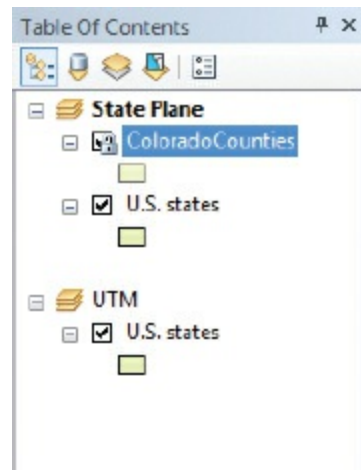 Table Of Contents
State Plane
ColoradoCounties
U.S. states
UTM
U.S. states